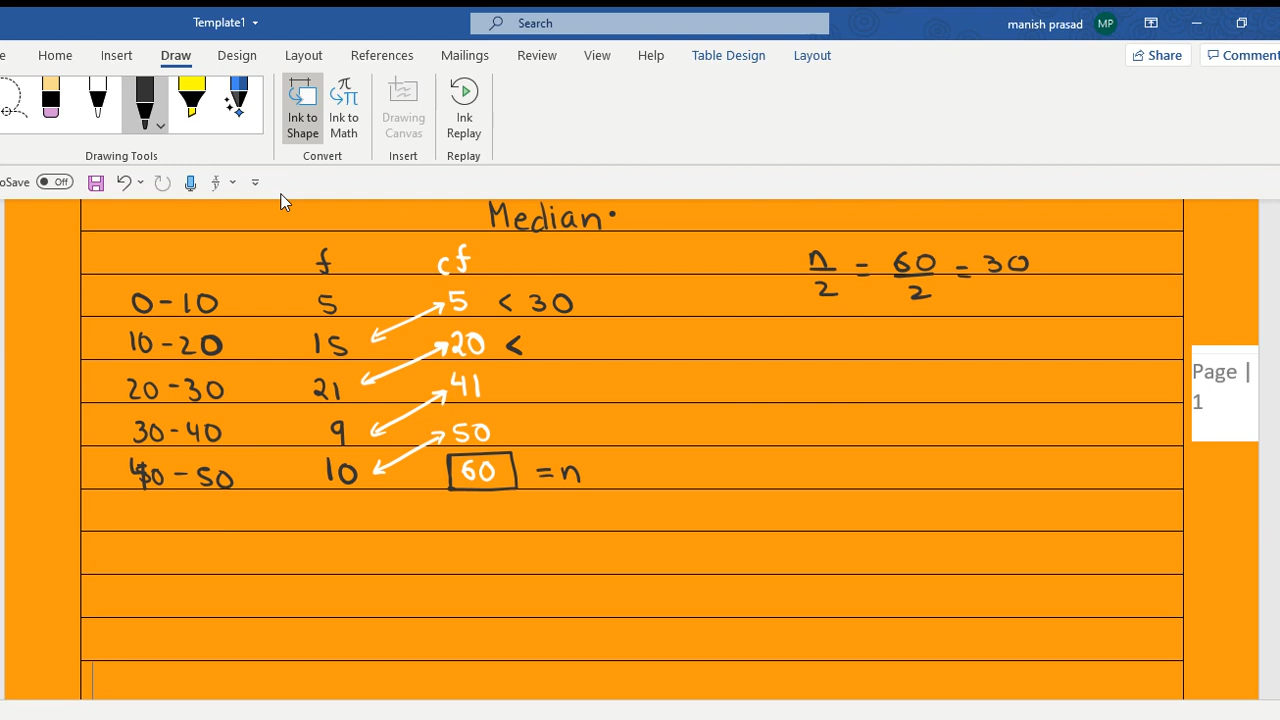 Template1
Search
manish prasad MP
Home Insert Draw Design Layout References Mailings Review View Help Table Design Layout Share Comment
Ink to Shape
Ink to Math
Drawing Canvas
Ink Replay
Drawing Tools Convert Insert Replay
oSave Off
Median
f cf n/2 = 60/2 = 30
0-10 5 5 < 30
10-20 15 20 <
20-30 21 41
30-40 9 50
40-50 10 60 = n
Page |
1